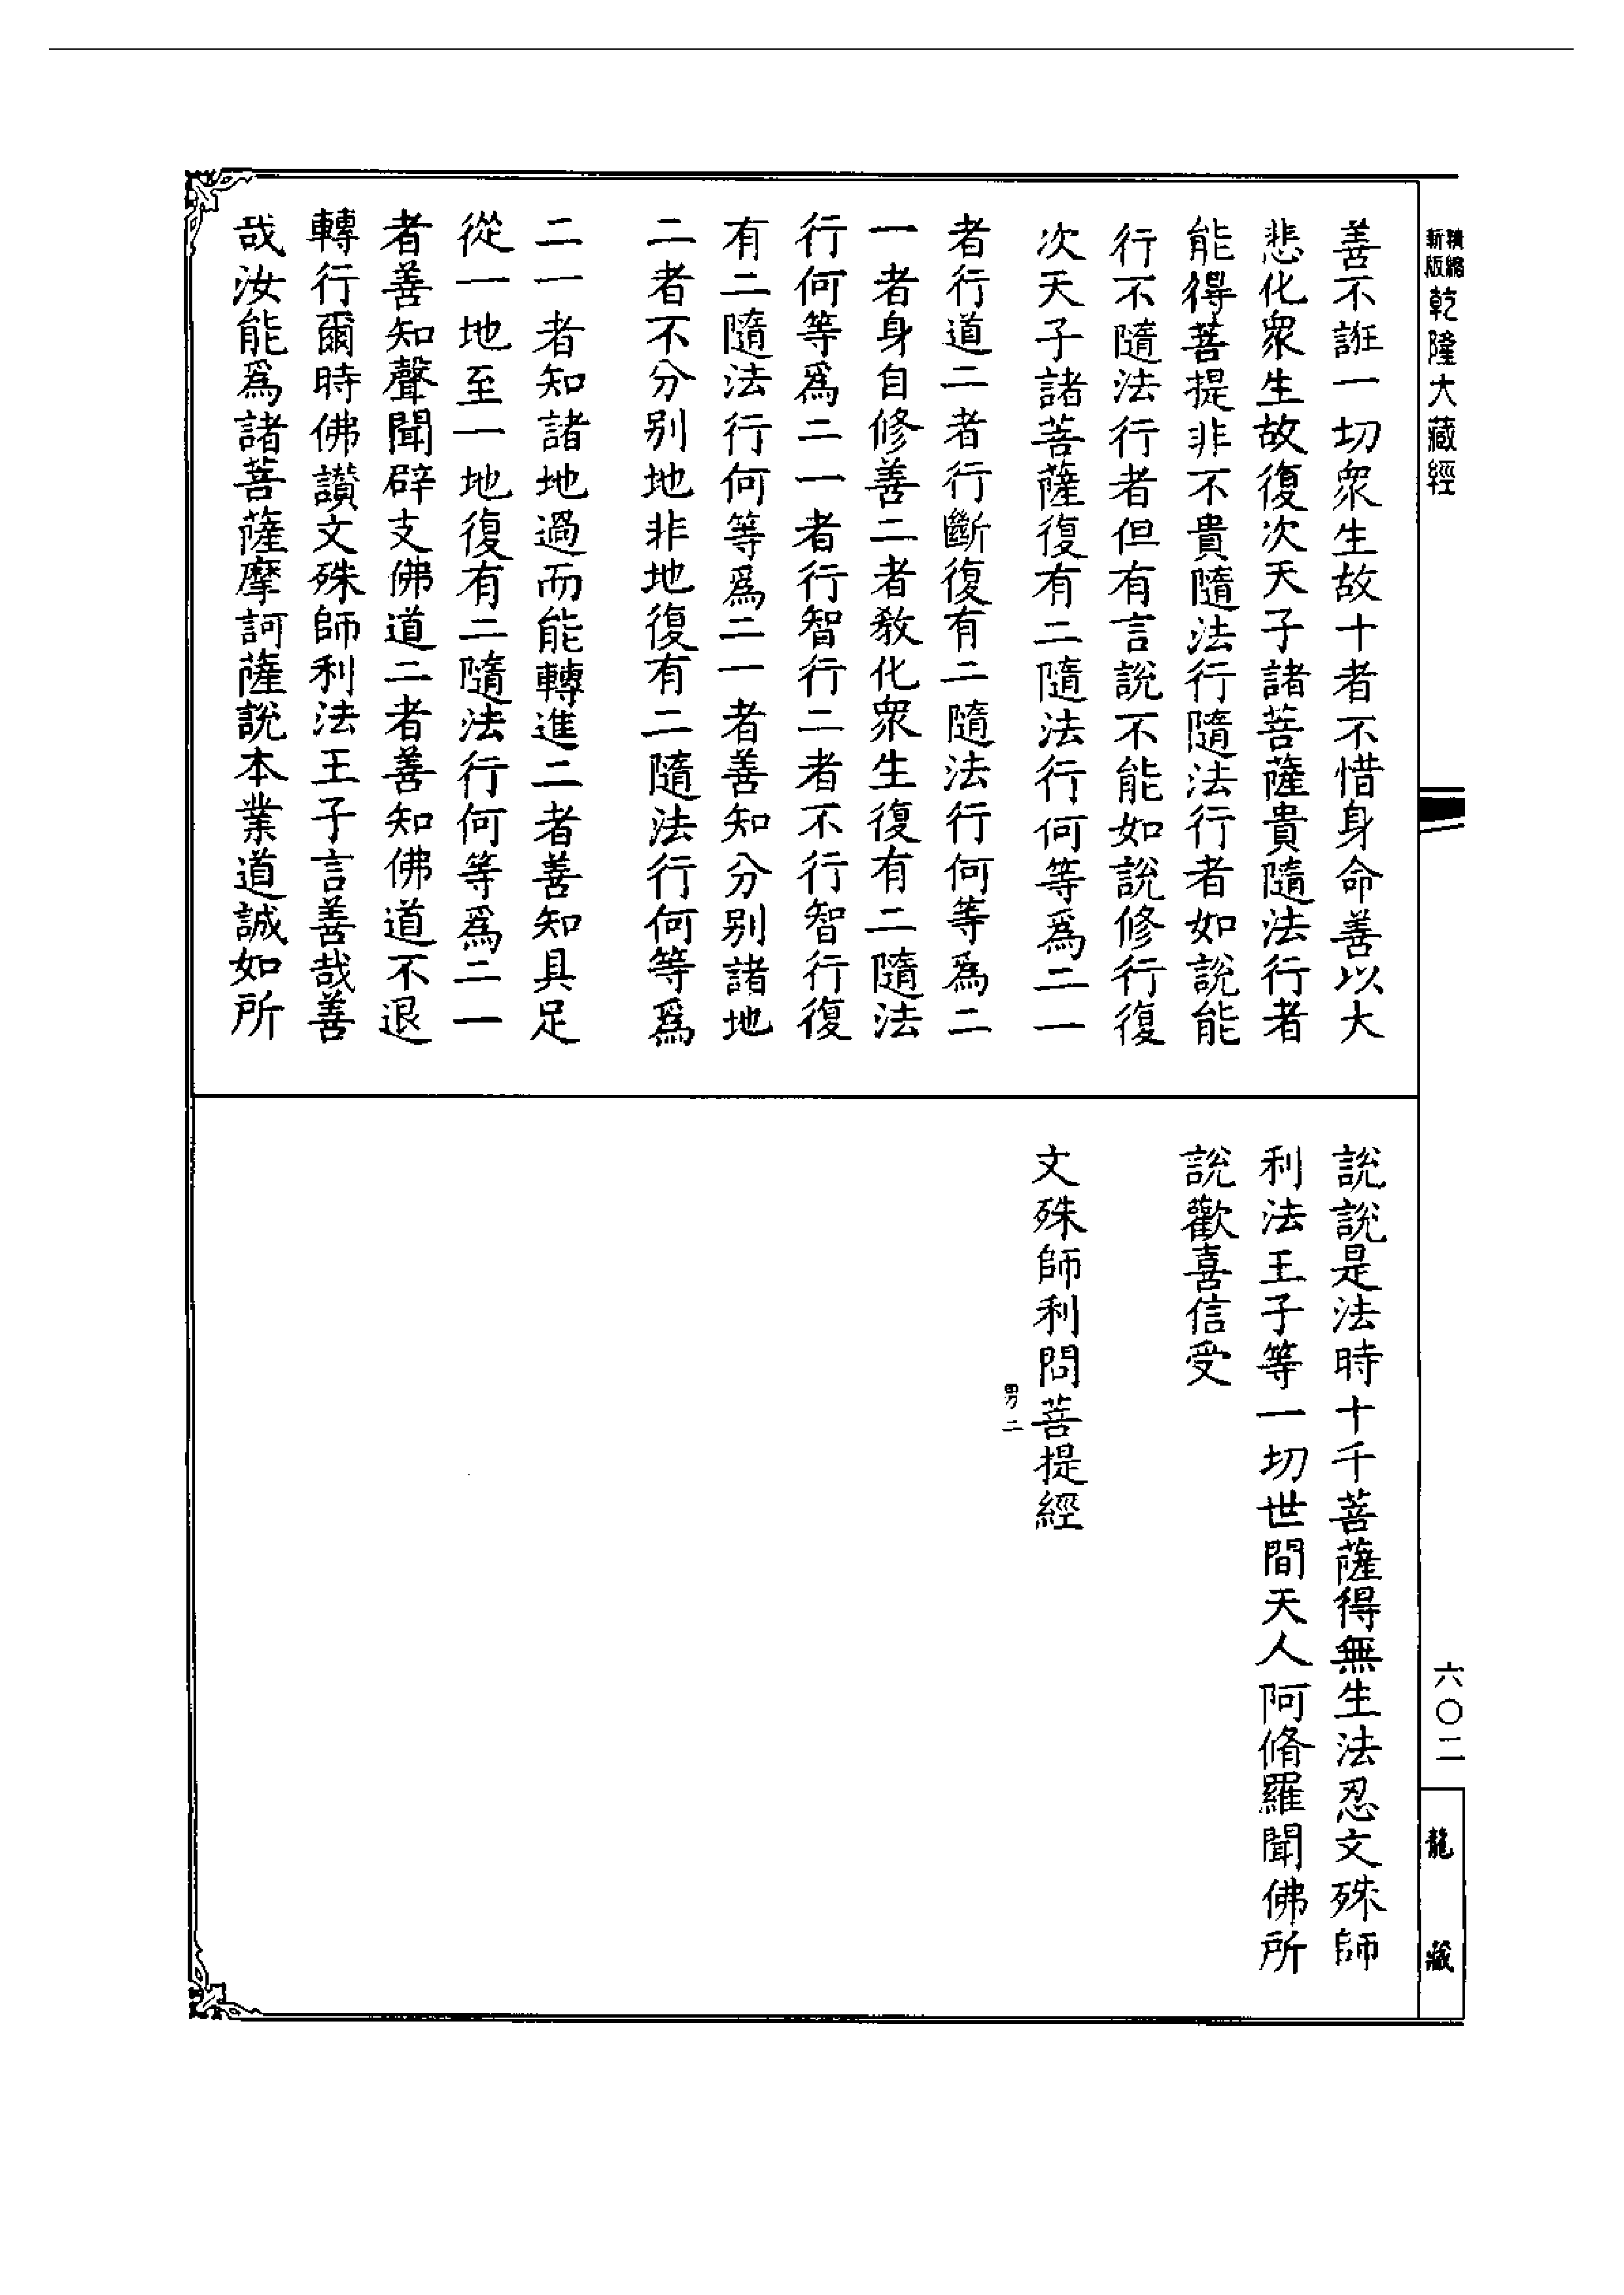 精縮
新版
乾隆大藏經
六〇二
龍藏
善不誑一切衆生故十者不惜身命善以大
悲化衆生故復次天子諸菩薩貴隨法行者
能得菩提非不貴隨法行隨法行者如說能
行不隨法行者但有言說不能如說修行復
次天子諸菩薩復有二隨法行何等爲二一
者行道二者行斷復有二隨法行何等爲二
一者身自修善二者教化衆生復有二隨法
行何等爲二一者行智行二者不行智行復
有二隨法行何等爲二一者善知分别諸地
二者不分别地非地復有二隨法行何等爲
二一者知諸地過而能轉進二者善知具足
從一地至一地復有二隨法行何等爲二一
者善知聲聞辟支佛道二者善知佛道不退
轉行爾時佛讚文殊師利法王子言善哉善
哉汝能爲諸菩薩摩訶薩說本業道誠如所
說說是法時十千菩薩得無生法忍文殊師
利法王子等一切世間天人阿脩羅聞佛所
說歡喜信受
文殊師利問菩提經
男二